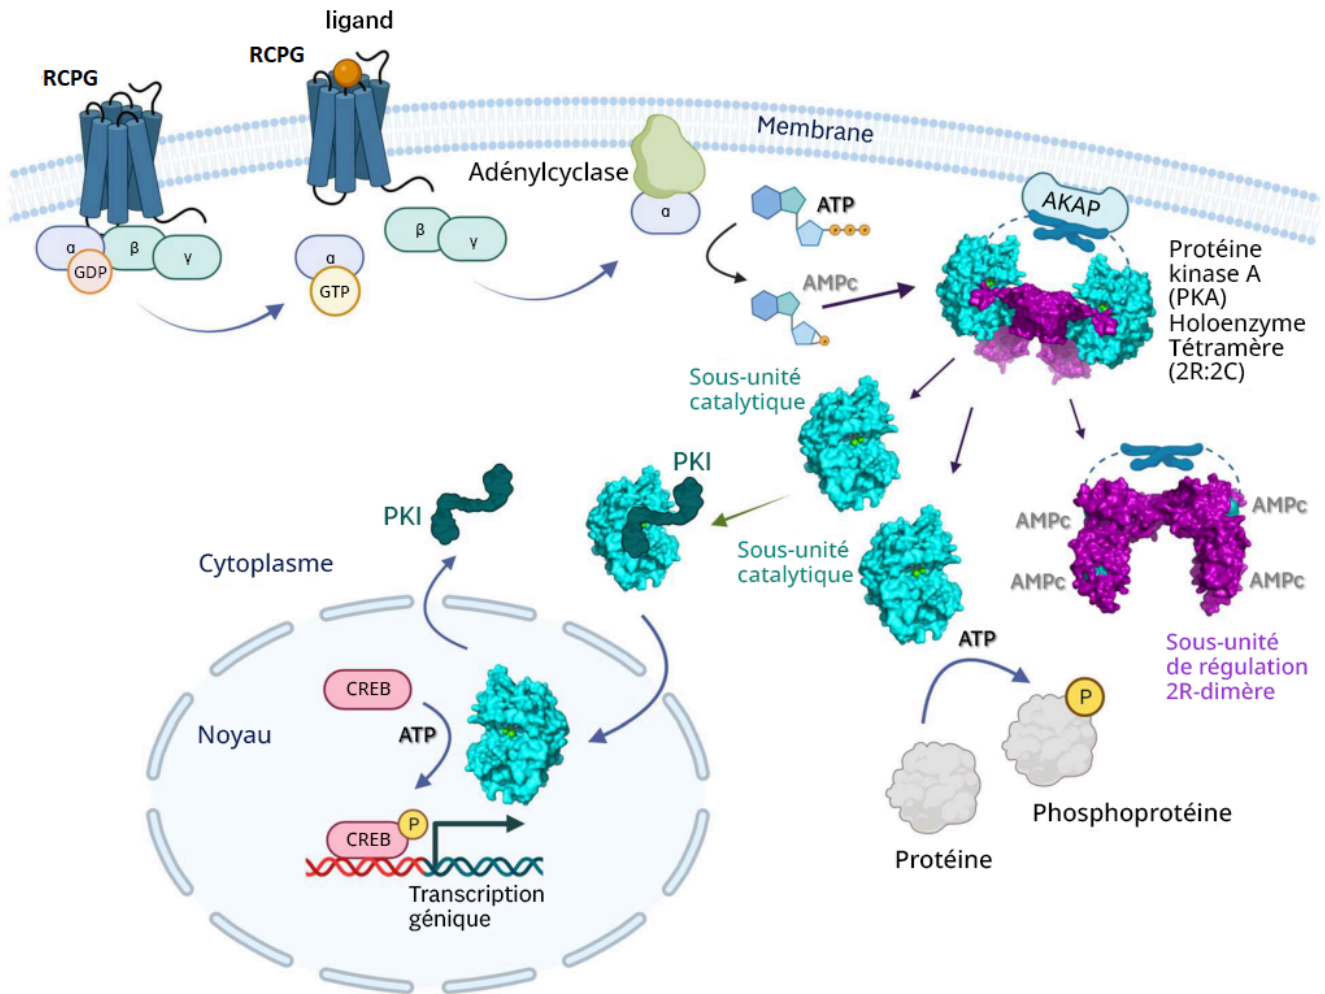 ligand
RCPG
RCPG
Membrane
Adénylcyclase
α
ATP
AKAP
α
β
γ
GDP
α
GTP
β
γ
AMPc
Protéine
kinase A
(PKA)
Holoenzyme
Tétramère
(2R:2C)
Sous-unité
catalytique
PKI
PKI
Sous-unité
catalytique
AMPc
AMPc
AMPc
AMPc
Cytoplasme
ATP
Sous-unité
de régulation
2R-dimère
P
CREB
ATP
Noyau
P
CREB
Transcription
génique
Protéine
Phosphoprotéine